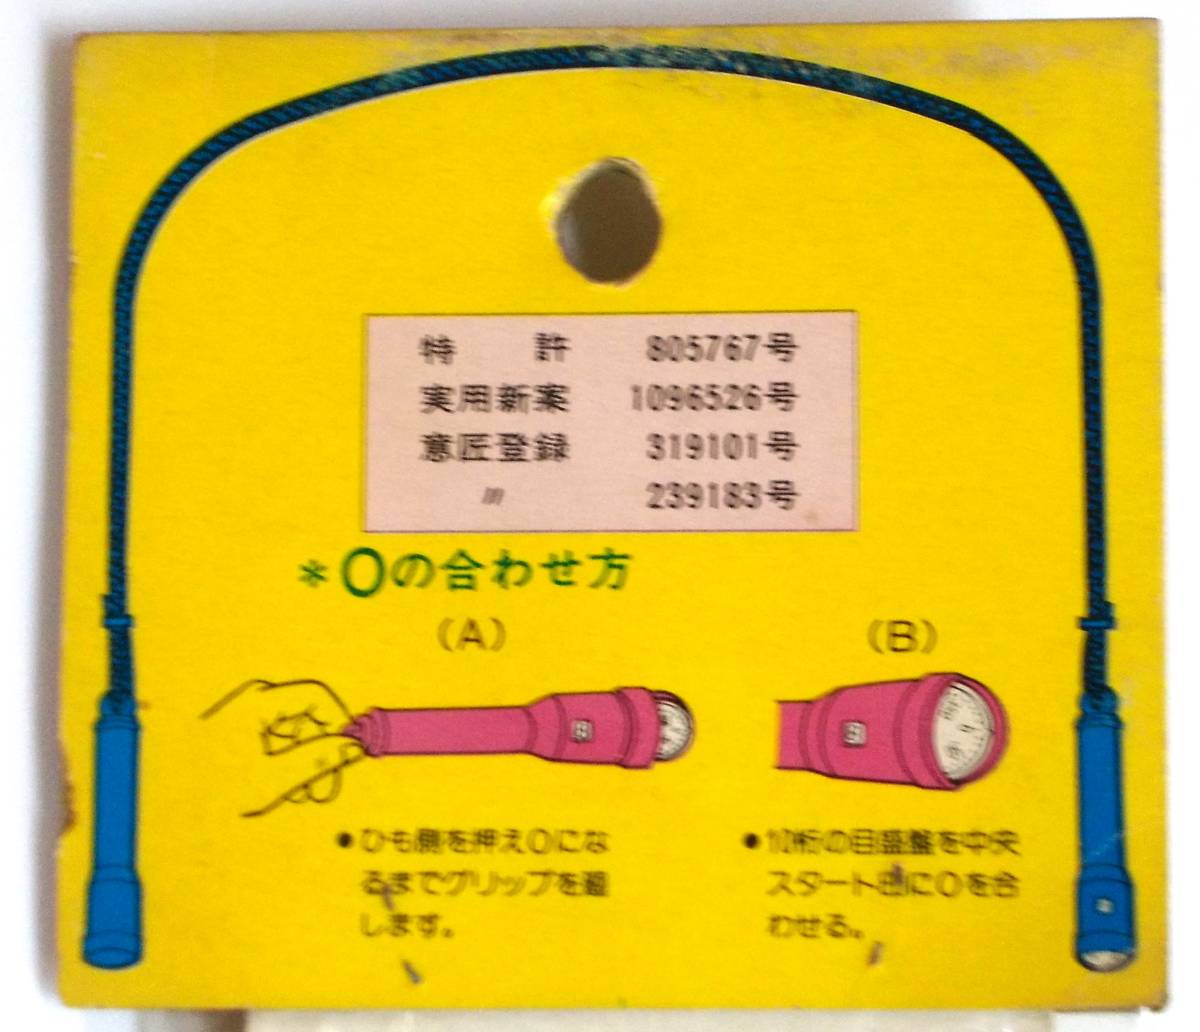 特許 805767号
実用新案 1096526号
意匠登録 319101号
〃 239183号
*0の合わせ方
(A)
(B)
●ひも側を押え0にな
るまでグリップを廻
します。
●10桁の目盛盤を中央
スタート部に0を合
わせる。